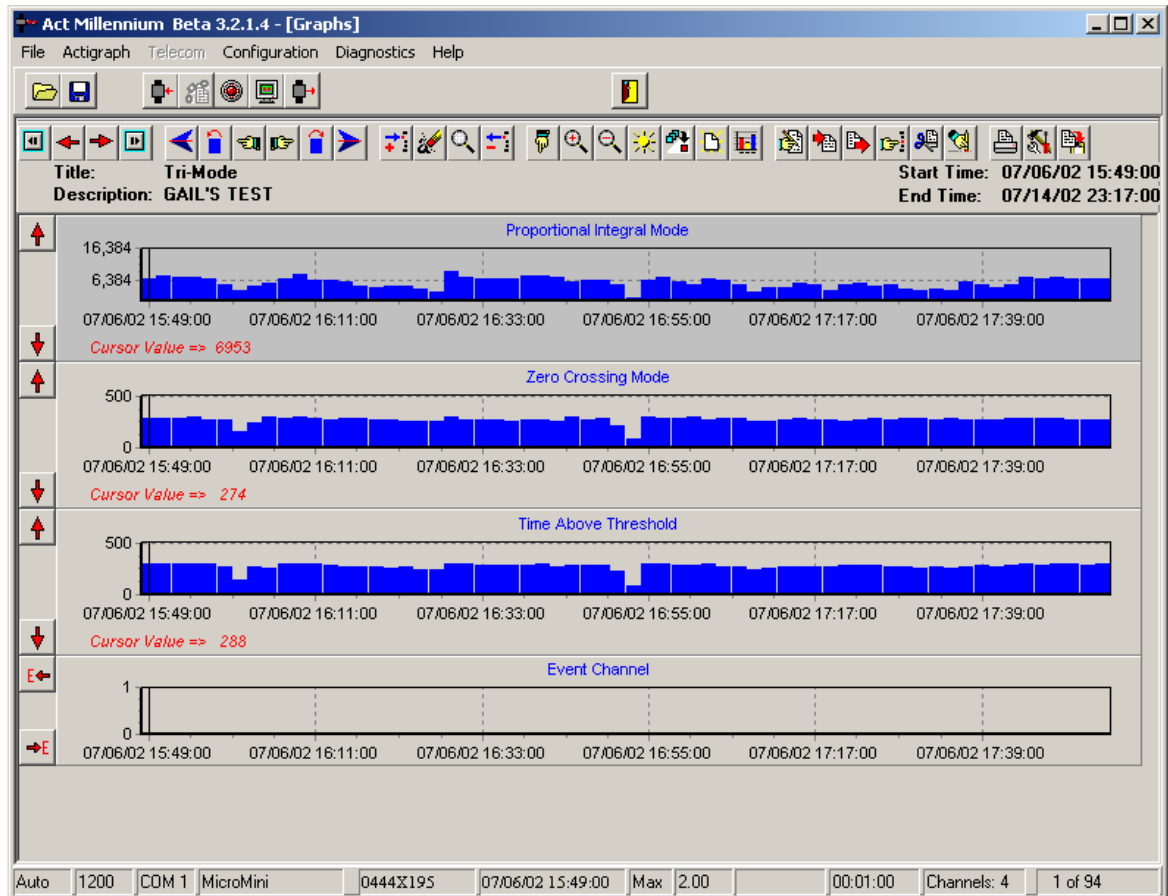 Act Millennium Beta 3.2.1.4 - [Graphs]
File Actigraph Telecom Configuration Diagnostics Help
Title: Tri-Mode
Start Time: 07/06/02 15:49:00
Description: GAIL'S TEST
End Time: 07/14/02 23:17:00
Proportional Integral Mode
16,384
6,384
07/06/02 15:49:00 07/06/02 16:11:00 07/06/02 16:33:00 07/06/02 16:55:00 07/06/02 17:17:00 07/06/02 17:39:00
Cursor Value => 6953
Zero Crossing Mode
500
0
07/06/02 15:49:00 07/06/02 16:11:00 07/06/02 16:33:00 07/06/02 16:55:00 07/06/02 17:17:00 07/06/02 17:39:00
Cursor Value => 274
Time Above Threshold
500
0
07/06/02 15:49:00 07/06/02 16:11:00 07/06/02 16:33:00 07/06/02 16:55:00 07/06/02 17:17:00 07/06/02 17:39:00
Cursor Value => 288
E
Event Channel
1
0
E
07/06/02 15:49:00 07/06/02 16:11:00 07/06/02 16:33:00 07/06/02 16:55:00 07/06/02 17:17:00 07/06/02 17:39:00
Auto 1200 COM 1 MicroMini 0444X195 07/06/02 15:49:00 Max 2.00 00:01:00 Channels: 4 1 of 94